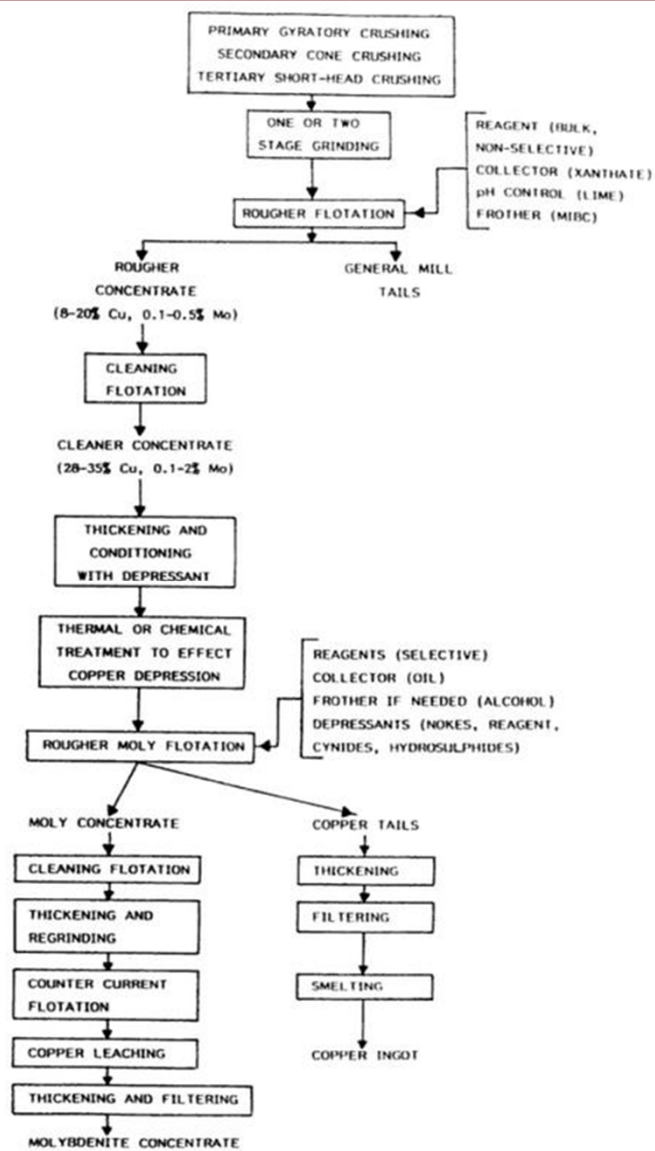 PRIMARY GYRATORY CRUSHING
SECONDARY CONE CRUSHING
TERTIARY SHORT-HEAD CRUSHING
ONE OR TWO
STAGE GRINDING
REAGENT (BULK,
NON-SELECTIVE)
COLLECTOR (XANTHATE)
pH CONTROL (LIME)
FROTHER (MIBC)
ROUGHER FLOTATION
ROUGHER
CONCENTRATE
(8-20% Cu, 0.1-0.5% Mo)
GENERAL MILL
TAILS
CLEANING
FLOTATION
CLEANER CONCENTRATE
(28-35% Cu, 0.1-2% Mo)
THICKENING AND
CONDITIONING
WITH DEPRESSANT
THERMAL OR CHEMICAL
TREATMENT TO EFFECT
COPPER DEPRESSION
REAGENTS (SELECTIVE)
COLLECTOR (OIL)
FROTHER IF NEEDED (ALCOHOL)
DEPRESSANTS (NOKES, REAGENT,
CYNIDES, HYDROSULPHIDES)
ROUGHER MOLY FLOTATION
MOLY CONCENTRATE
CLEANING FLOTATION
THICKENING AND
REGRINDING
COUNTER CURRENT
FLOTATION
COPPER LEACHING
THICKENING AND FILTERING
MOLYBDENITE CONCENTRATE
COPPER TAILS
THICKENING
FILTERING
SMELTING
COPPER INGOT